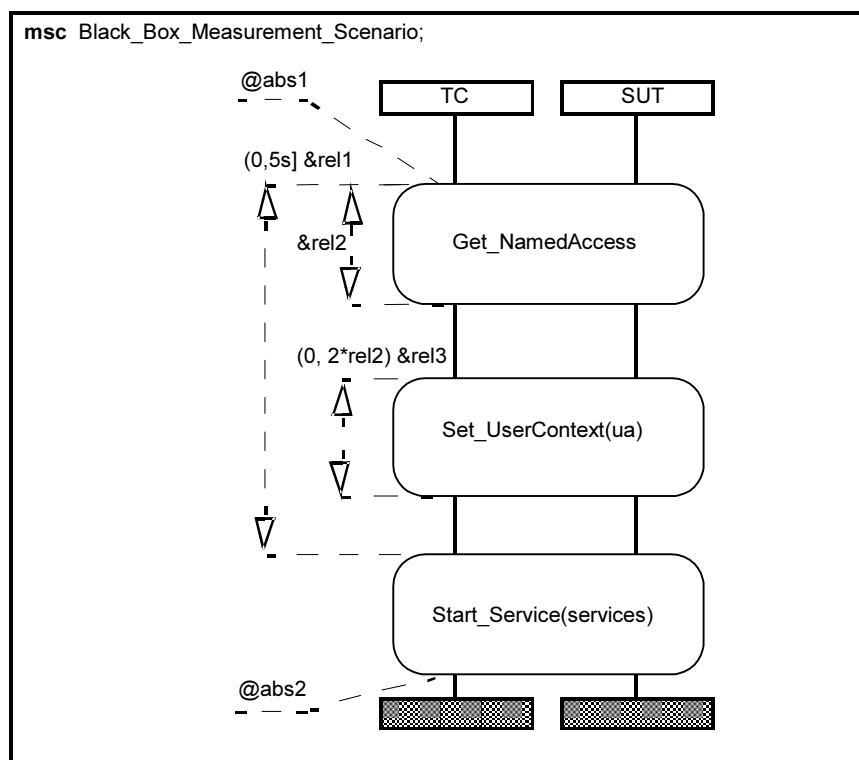 msc Black_Box_Measurement_Scenario;
@abs1
TC
SUT
(0,5s] &rel1
&rel2
Get_NamedAccess
(0, 2*rel2) &rel3
Set_UserContext(ua)
Start_Service(services)
@abs2